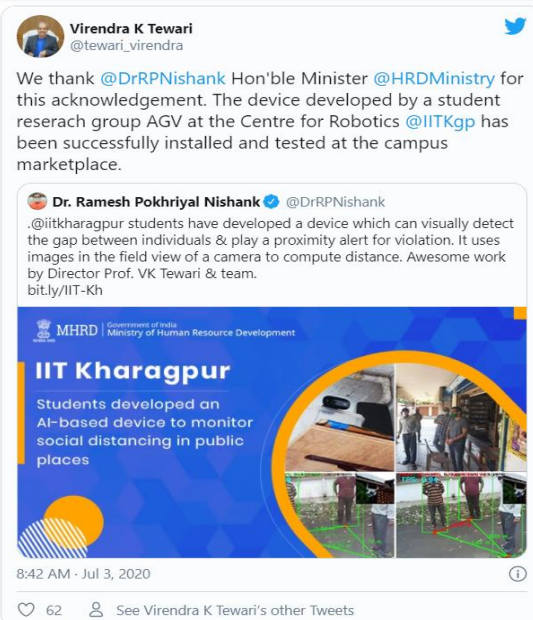 Virendra K Tewari
@tewari_virendra
We thank @DrRPNishank Hon'ble Minister @HRDMinistry for
this acknowledgement. The device developed by a student
reserach group AGV at the Centre for Robotics @IITKgp has
been successfully installed and tested at the campus
marketplace.
Dr. Ramesh Pokhriyal Nishank @DrRPNishank
.@iitkharagpur students have developed a device which can visually detect
the gap between individuals & play a proximity alert for violation. It uses
images in the field view of a camera to compute distance. Awesome work
by Director Prof. VK Tewari & team.
bit.ly/IIT-Kh
MHRD
Government of India
Ministry of Human Resource Development
IIT Kharagpur
Students developed an
AI-based device to monitor
social distancing in public
places
8:42 AM · Jul 3, 2020
62 See Virendra K Tewari's other Tweets